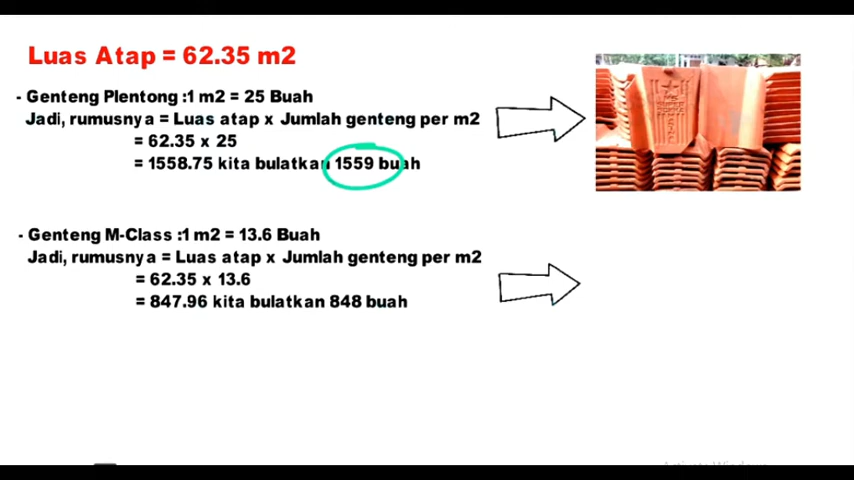 Luas Atap = 62.35 m2
- Genteng Plentong :1 m2 = 25 Buah
Jadi, rumusnya = Luas atap x Jumlah genteng per m2
= 62.35 x 25
= 1558.75 kita bulatkan 1559 buah
- Genteng M-Class :1 m2 = 13.6 Buah
Jadi, rumusnya = Luas atap x Jumlah genteng per m2
= 62.35 x 13.6
= 847.96 kita bulatkan 848 buah